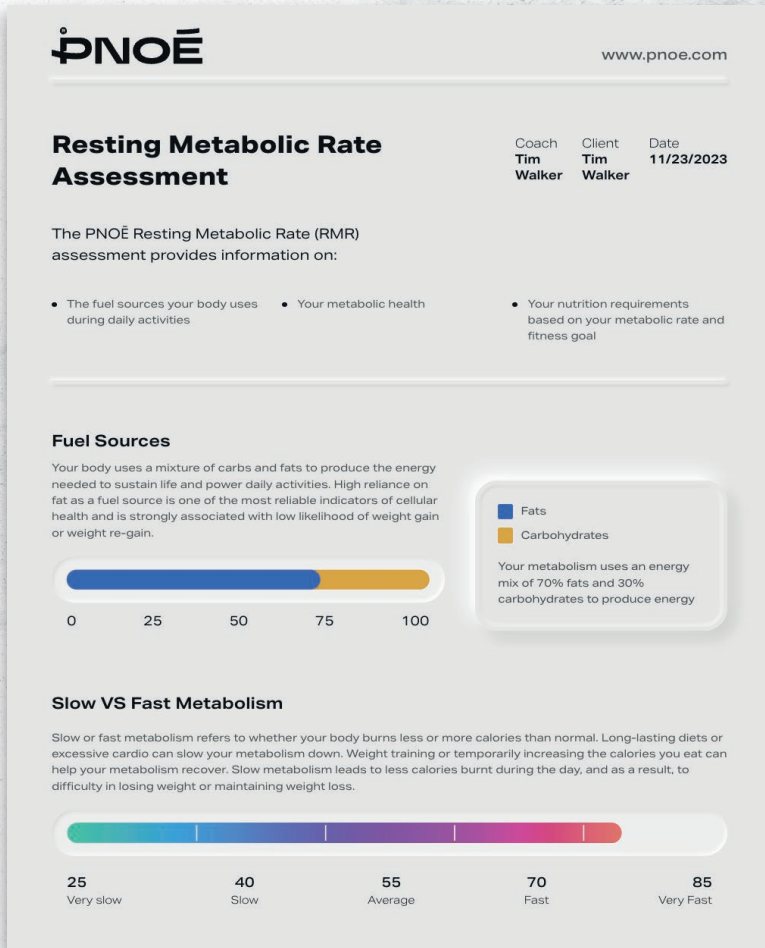 PNOĒ
www.pnoe.com
Resting Metabolic Rate
Assessment
Coach
Tim
Walker
Client
Tim
Walker
Date
11/23/2023
The PNOĒ Resting Metabolic Rate (RMR)
assessment provides information on:
• The fuel sources your body uses
during daily activities
• Your metabolic health
• Your nutrition requirements
based on your metabolic rate and
fitness goal
Fuel Sources
Your body uses a mixture of carbs and fats to produce the energy
needed to sustain life and power daily activities. High reliance on
fat as a fuel source is one of the most reliable indicators of cellular
health and is strongly associated with low likelihood of weight gain
or weight re-gain.
0 25 50 75 100
Fats
Carbohydrates
Your metabolism uses an energy
mix of 70% fats and 30%
carbohydrates to produce energy
Slow VS Fast Metabolism
Slow or fast metabolism refers to whether your body burns less or more calories than normal. Long-lasting diets or
excessive cardio can slow your metabolism down. Weight training or temporarily increasing the calories you eat can
help your metabolism recover. Slow metabolism leads to less calories burnt during the day, and as a result, to
difficulty in losing weight or maintaining weight loss.
25 40 55 70 85
Very slow Slow Average Fast Very Fast